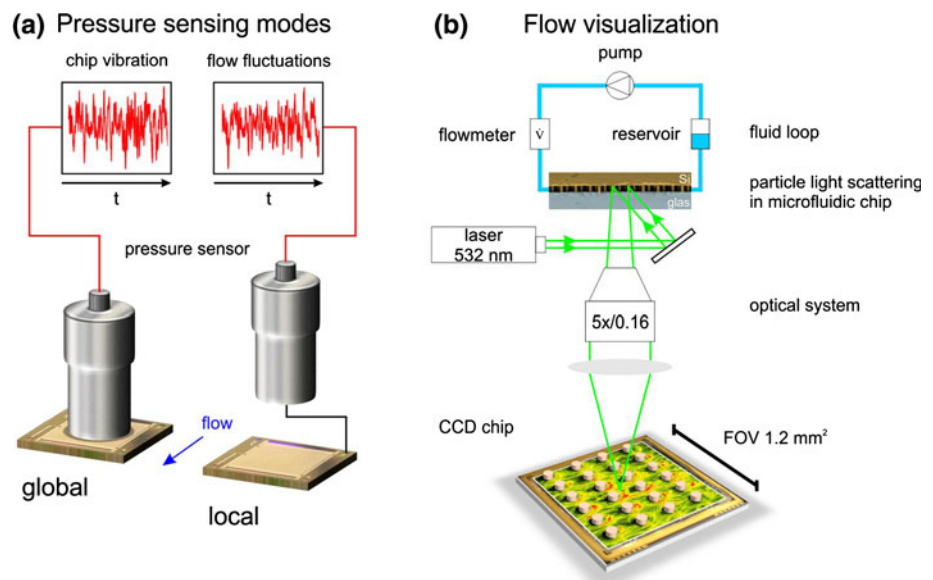 (a) Pressure sensing modes
chip vibration
flow fluctuations
t
t
pressure sensor
flow
global
local
(b) Flow visualization
pump
flowmeter
V̇
reservoir
fluid loop
Si
glas
particle light scattering
in microfluidic chip
laser
532 nm
5x/0.16
optical system
CCD chip
FOV 1.2 mm²